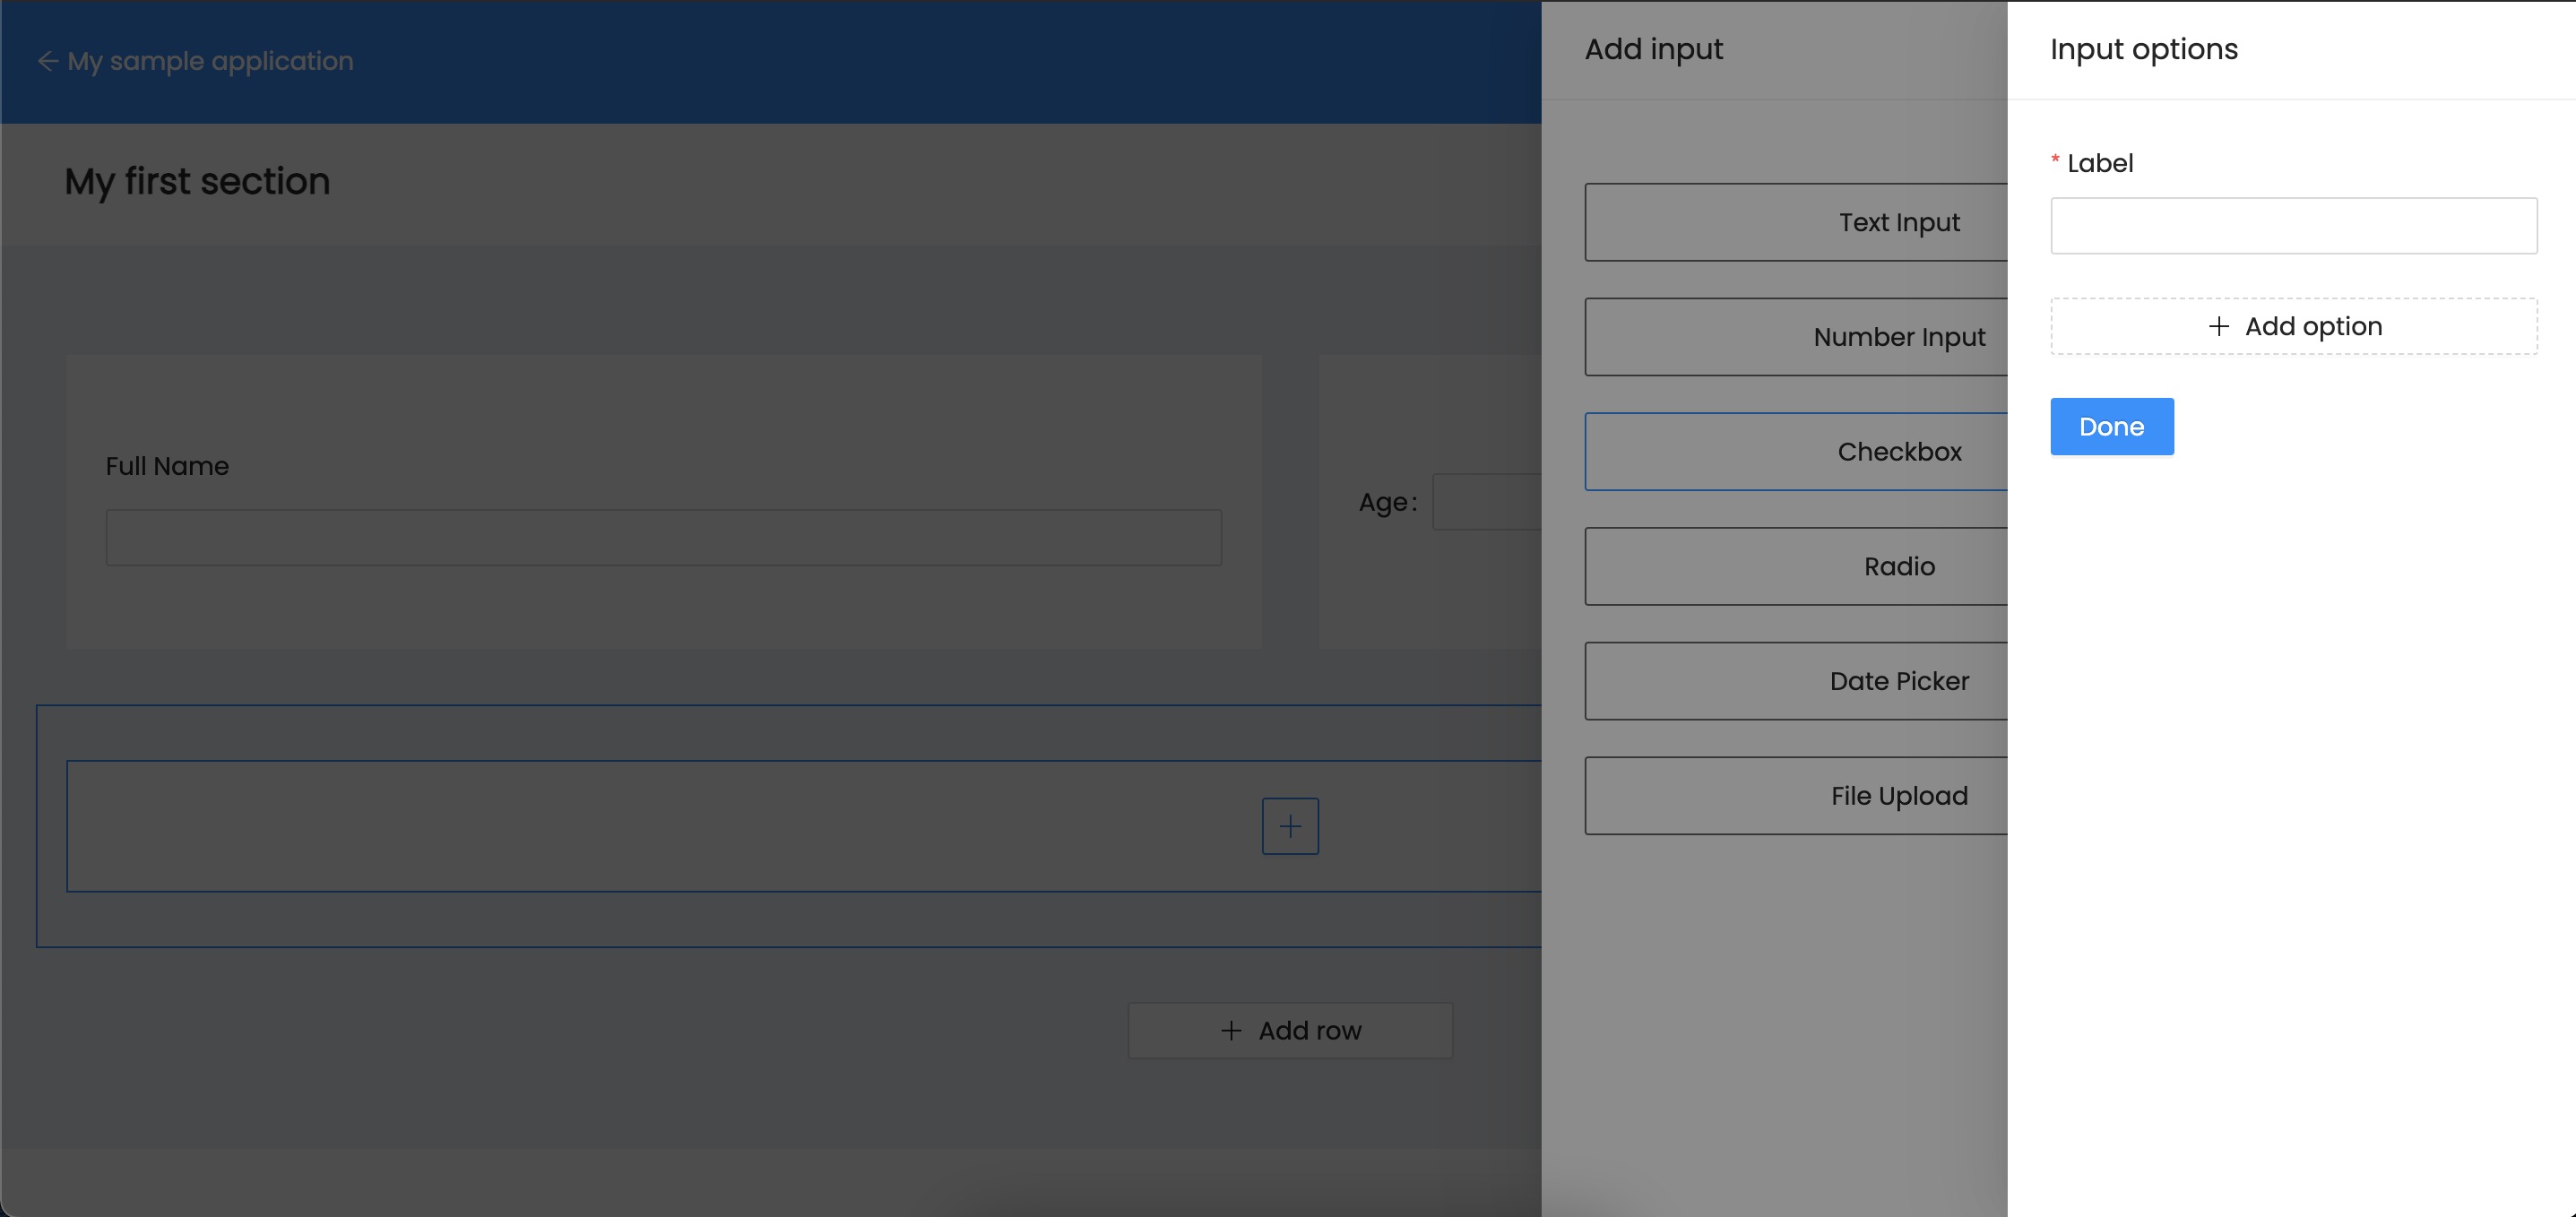 My sample application
My first section
Full Name
Age :
Add row
Add input
Text Input
Number Input
Checkbox
Radio
Date Picker
File Upload
Input options
* Label
Add option
Done